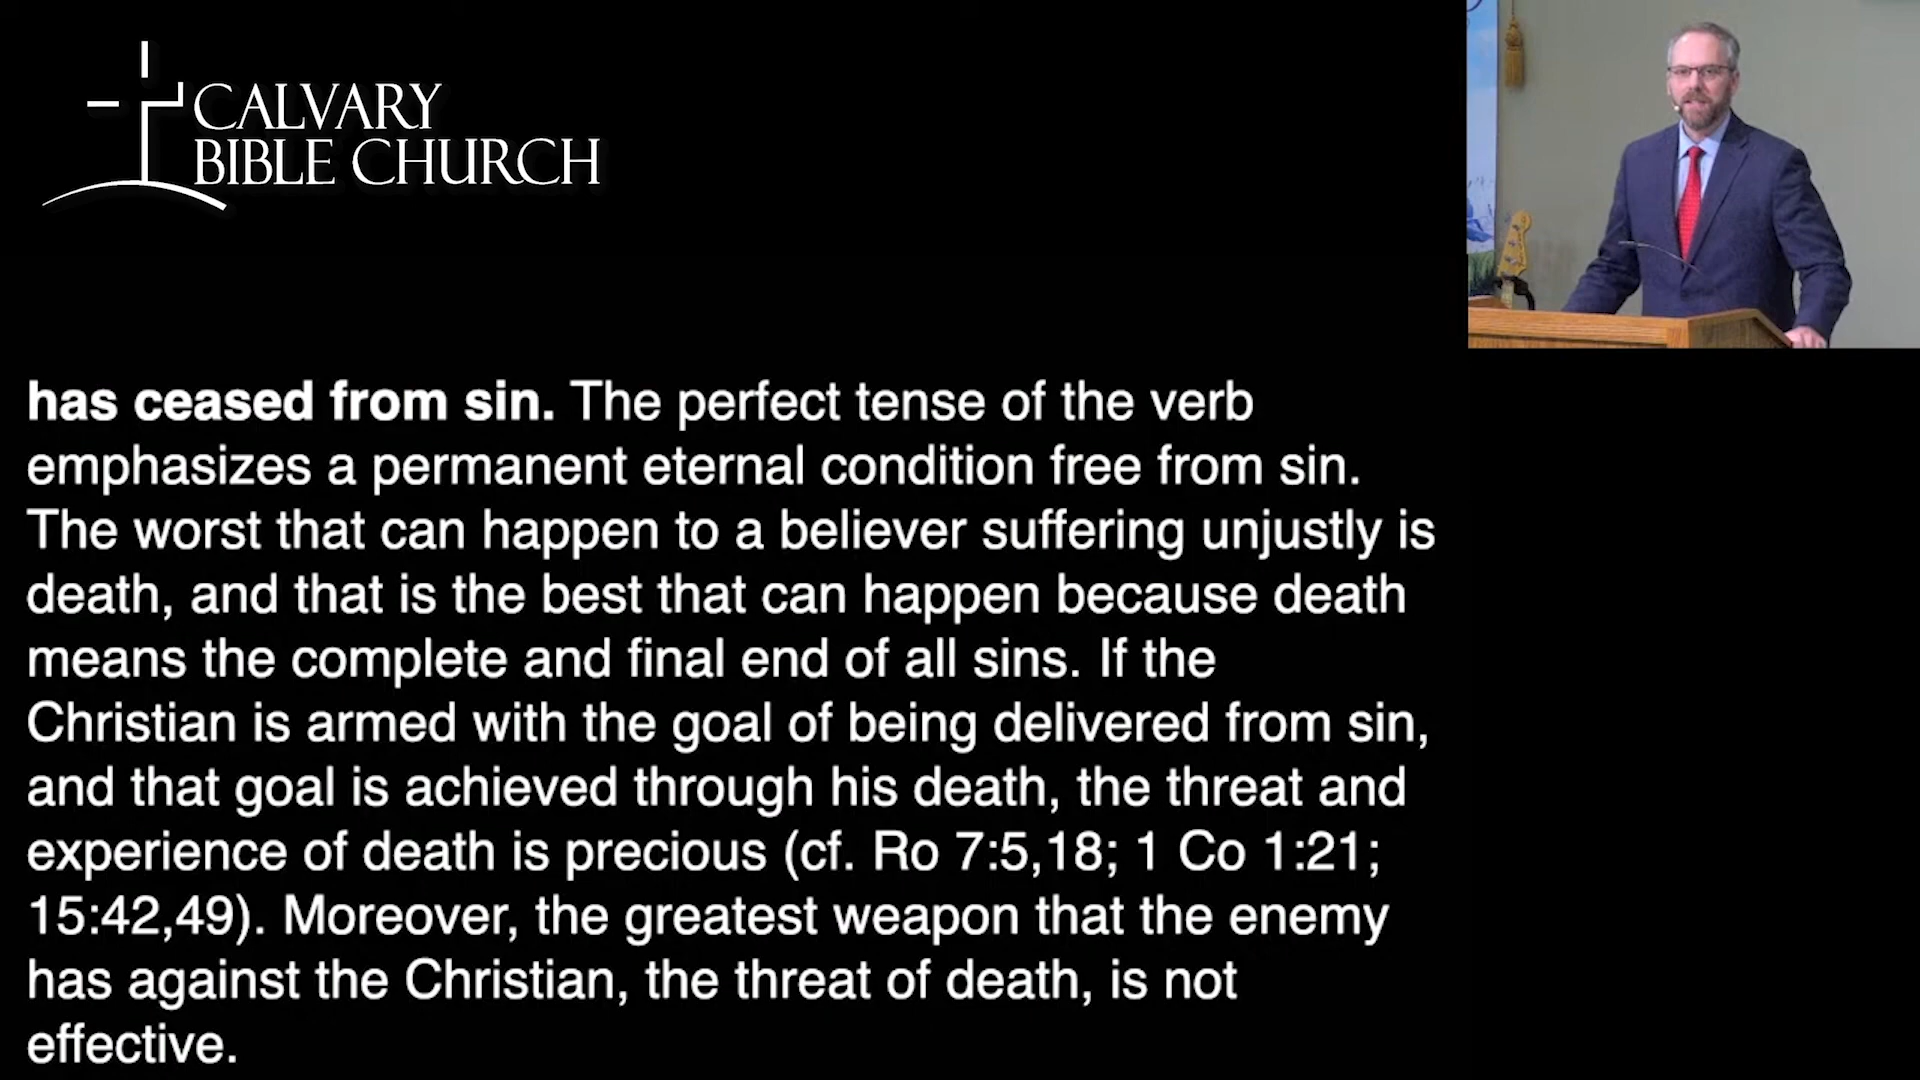 CALVARY
BIBLE CHURCH
has ceased from sin. The perfect tense of the verb
emphasizes a permanent eternal condition free from sin.
The worst that can happen to a believer suffering unjustly is
death, and that is the best that can happen because death
means the complete and final end of all sins. If the
Christian is armed with the goal of being delivered from sin,
and that goal is achieved through his death, the threat and
experience of death is precious (cf. Ro 7:5,18; 1 Co 1:21;
15:42,49). Moreover, the greatest weapon that the enemy
has against the Christian, the threat of death, is not
effective.